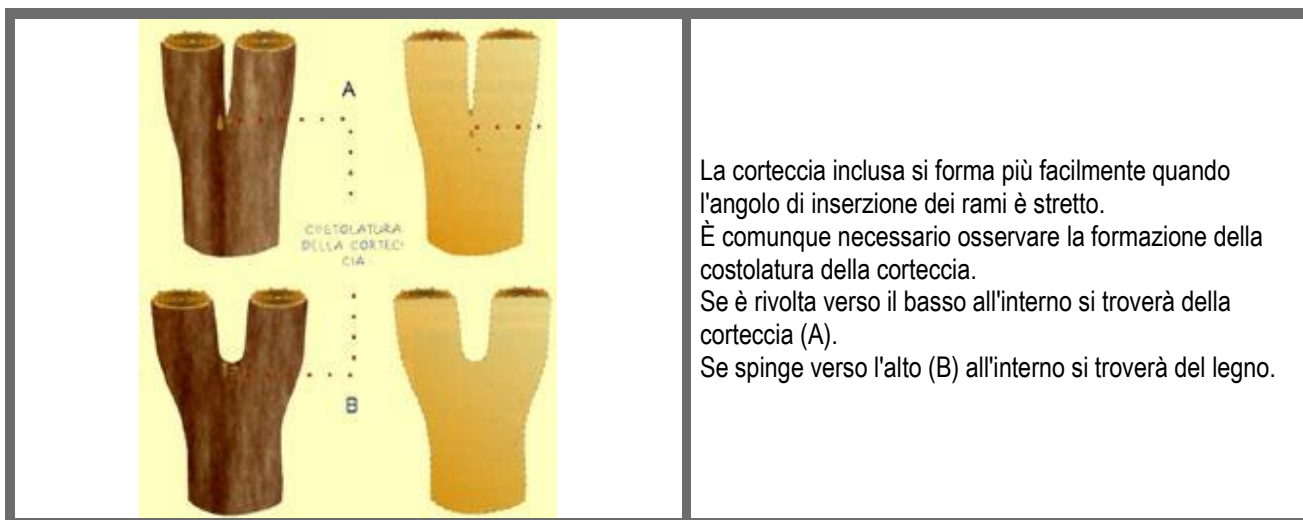 A
COSTOLATURA
DELLA CORTEC
CIA
B
La corteccia inclusa si forma più facilmente quando
l'angolo di inserzione dei rami è stretto.
È comunque necessario osservare la formazione della
costolatura della corteccia.
Se è rivolta verso il basso all'interno si troverà della
corteccia (A).
Se spinge verso l'alto (B) all'interno si troverà del legno.